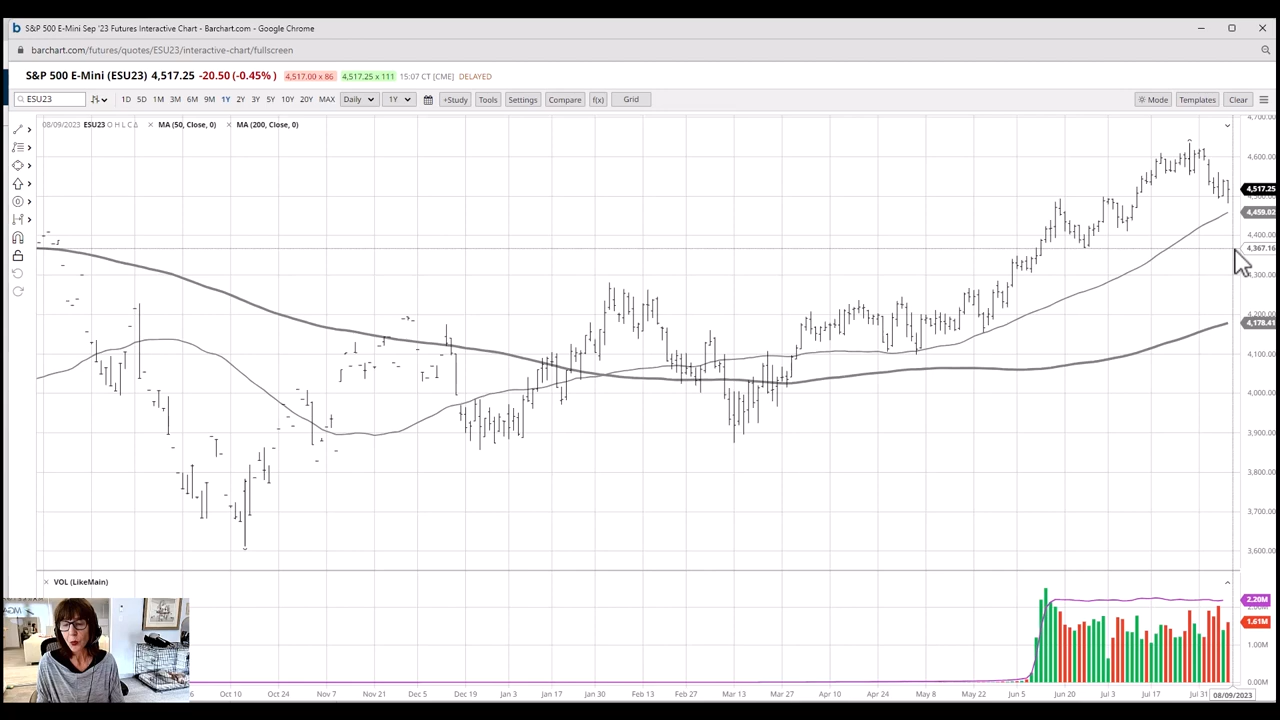 S&P 500 E-Mini Sep '23 Futures Interactive Chart - Barchart.com - Google Chrome
barchart.com/futures/quotes/ESU23/interactive-chart/fullscreen
S&P 500 E-Mini (ESU23) 4,517.25 -20.50 (-0.45%) 4,517.00 x 86 4,517.25 x 111 15:07 CT [CME] DELAYED
ESU23 1D 5D 1M 3M 6M 9M 1Y 2Y 3Y 5Y 10Y 20Y MAX Daily 1Y +Study Tools Settings Compare f(x) Grid Mode Templates Clear
08/09/2023 ESU23 O H L C Δ MA (50, Close, 0) MA (200, Close, 0)
4,700.00
4,600.00
4,517.25
4,459.02
4,400.00
4,367.16
4,300.00
4,200.00
4,178.41
4,100.00
4,000.00
3,900.00
3,800.00
3,700.00
3,600.00
VOL (LikeMain)
2.20M
1.61M
0.00M
Oct 10 Oct 24 Nov 7 Nov 21 Dec 5 Dec 19 Jan 3 Jan 17 Jan 30 Feb 13 Feb 27 Mar 13 Mar 27 Apr 10 Apr 24 May 8 May 22 Jun 5 Jun 20 Jul 3 Jul 17 Jul 31 08/09/2023